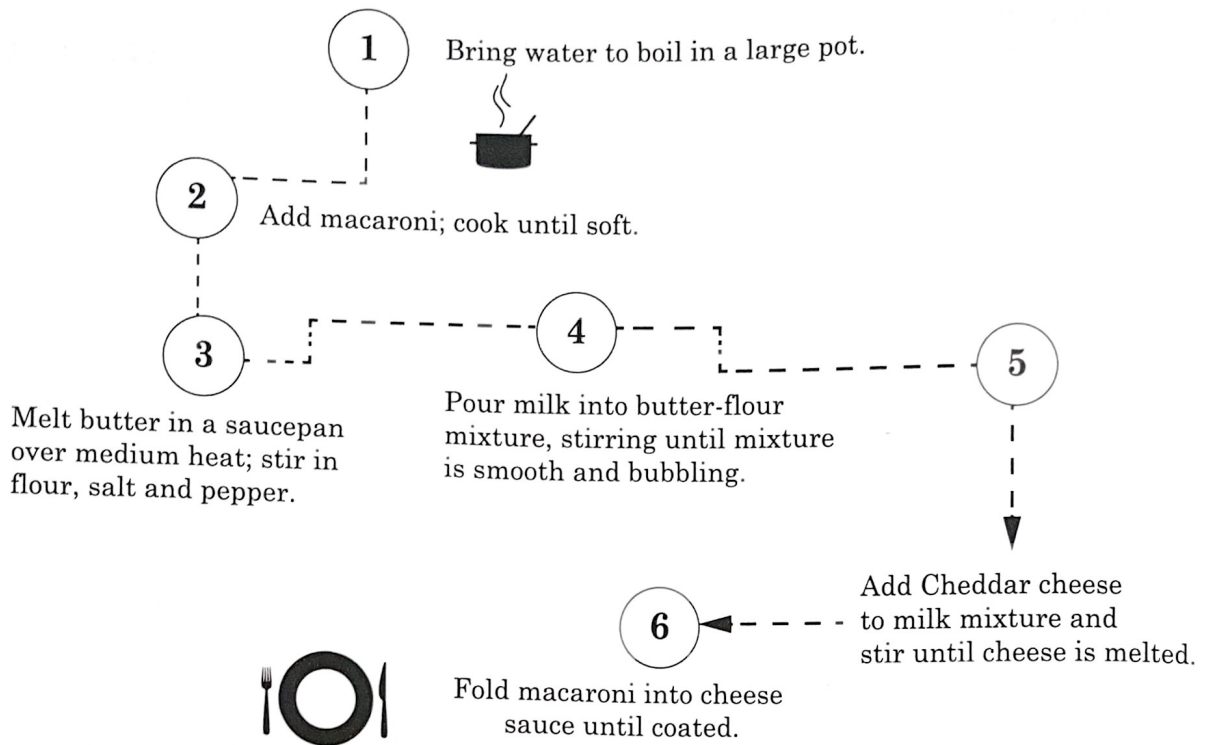 1
Bring water to boil in a large pot.
2
Add macaroni; cook until soft.
3
Melt butter in a saucepan
over medium heat; stir in
flour, salt and pepper.
4
Pour milk into butter-flour
mixture, stirring until mixture
is smooth and bubbling.
5
Add Cheddar cheese
to milk mixture and
stir until cheese is melted.
6
Fold macaroni into cheese
sauce until coated.